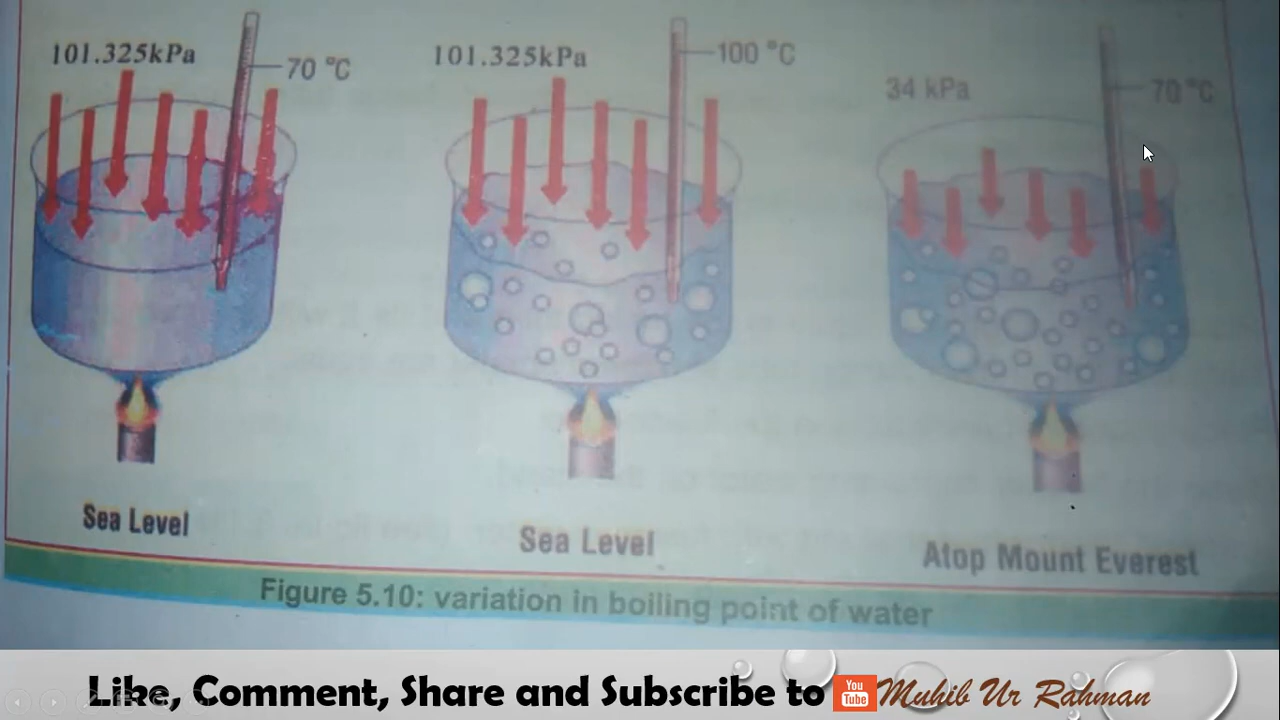 101.325kPa
70 °C
101.325kPa
100 °C
34 kPa
70 °C
Sea Level
Sea Level
Atop Mount Everest
Figure 5.10: variation in boiling point of water
Like, Comment, Share and Subscribe to You Tube Muhib Ur Rahman